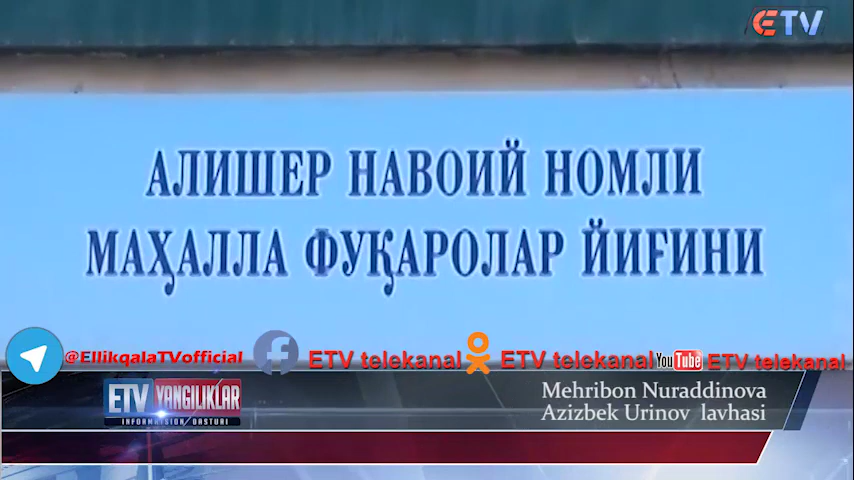 ETV
АЛИШЕР НАВОИЙ НОМЛИ
МАҲАЛЛА ФУҚАРОЛАР ЙИҒИНИ
@EllikqalaTVofficial
ETV telekanal
ETV telekanal
YouTube
ETV telekanal
ETV YANGILIKLAR
INFORMATSION DASTURI
Mehribon Nuraddinova
Azizbek Urinov lavhasi